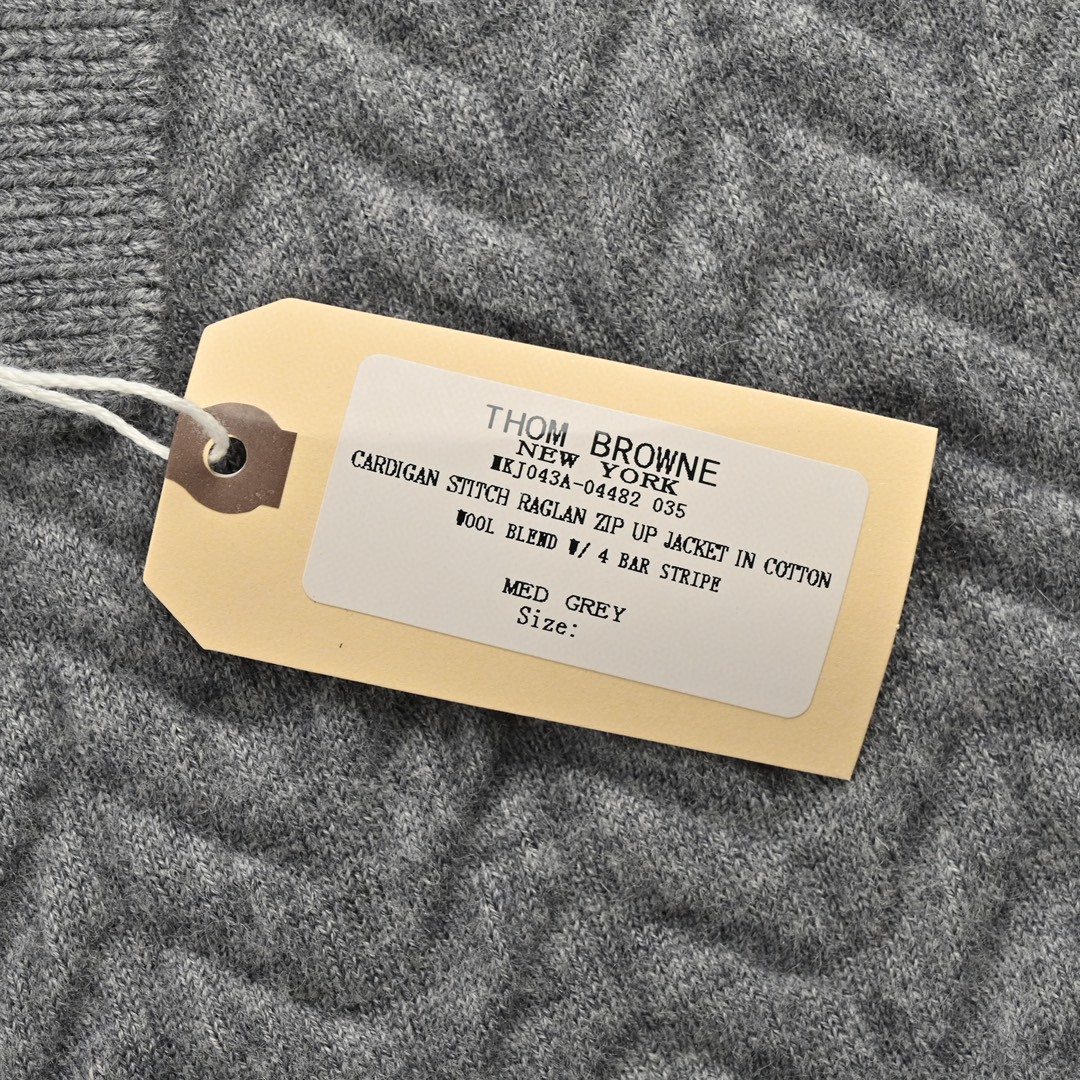 THOM BROWNE
NEW YORK
MKJ043A-04482 035
CARDIGAN STITCH RAGLAN ZIP UP JACKET IN COTTON
WOOL BLEND W/ 4 BAR STRIPE
MED GREY
Size: